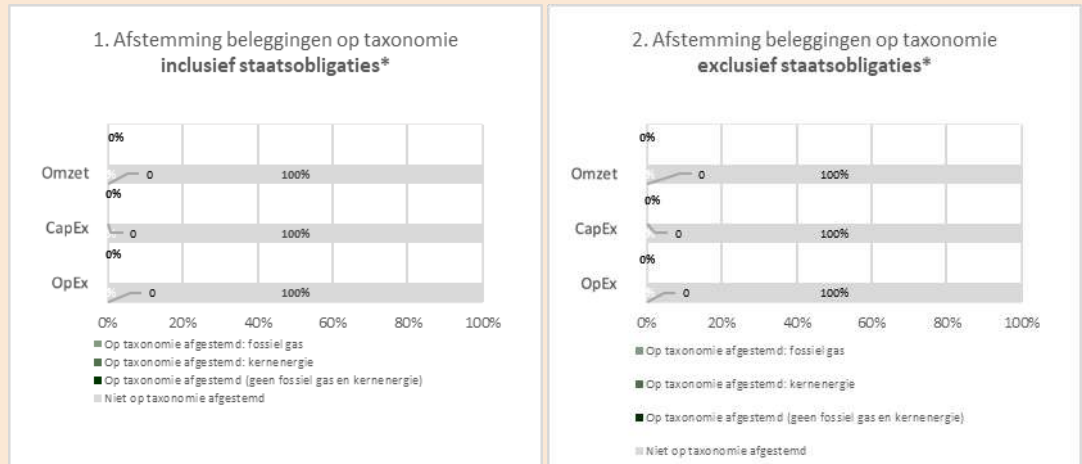 1. Afstemming beleggingen op taxonomie
inclusief staatsobligaties*
0%
Omzet
0
100%
0%
CapEx
0
100%
0%
OpEx
0
100%
0%
20%
40%
60%
80%
100%
Op taxonomie afgestemd: fossiel gas
Op taxonomie afgestemd: kernenergie
Op taxonomie afgestemd (geen fossiel gas en kernenergie)
Niet op taxonomie afgestemd
2. Afstemming beleggingen op taxonomie
exclusief staatsobligaties*
0%
Omzet
0
100%
0%
CapEx
0
100%
0%
OpEx
0
100%
0%
20%
40%
60%
80%
100%
Op taxonomie afgestemd: fossiel gas
Op taxonomie afgestemd: kernenergie
Op taxonomie afgestemd (geen fossiel gas en kernenergie)
Niet op taxonomie afgestemd